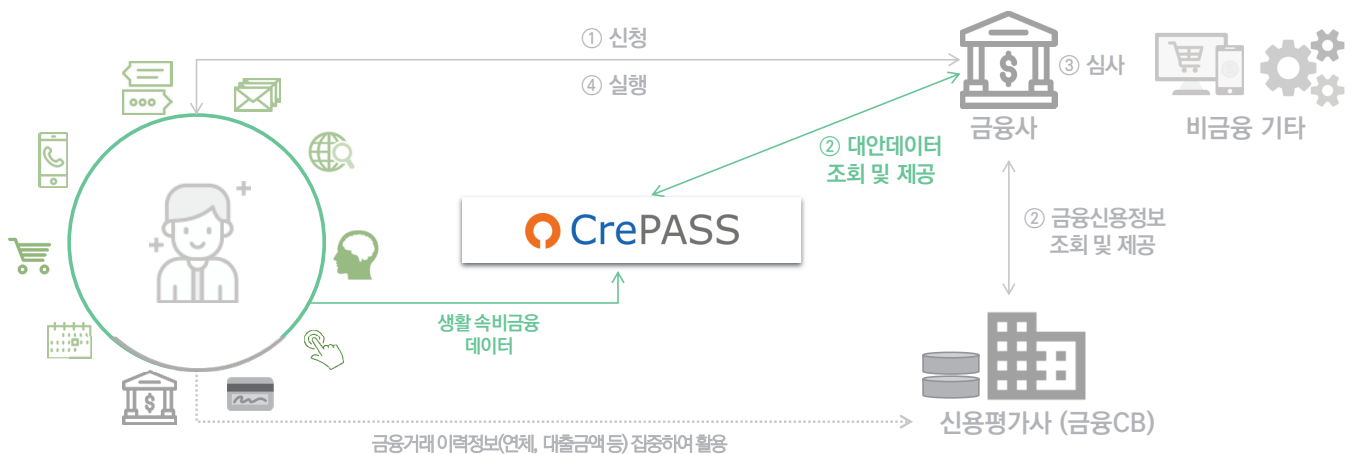 ① 신청
④ 실행
③ 심사
금융사
비금융 기타
② 대안데이터
조회 및 제공
CrePASS
② 금융신용정보
조회 및 제공
생활 속비금융
데이터
신용평가사 (금융CB)
금융거래 이력정보(연체, 대출금액 등) 집중하여 활용